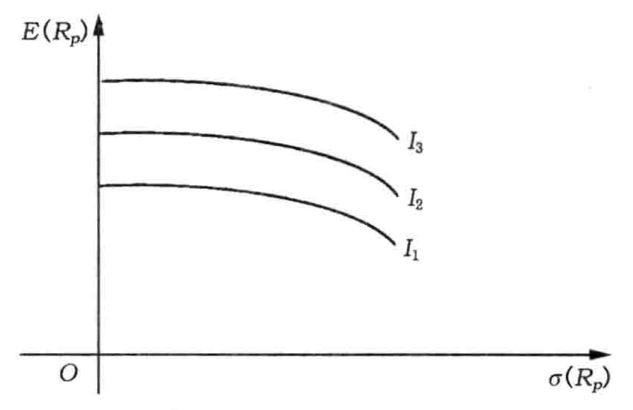 E(Rₚ)
I₃
I₂
I₁
O
σ(Rₚ)